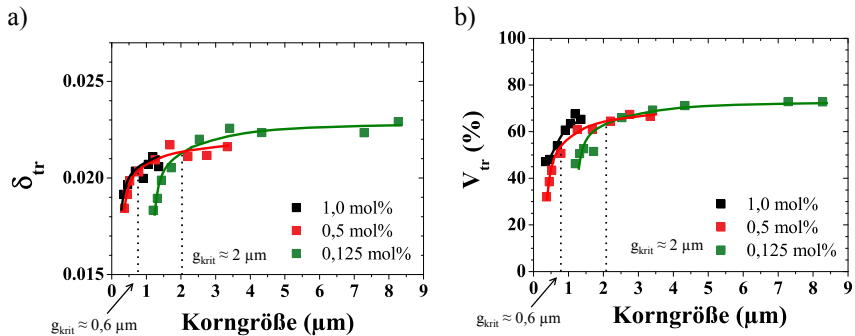 a)
δtr
0.025
0.020
0.015
0 1 2 3 4 5 6 7 8 9
Korngröße (µm)
1,0 mol%
0,5 mol%
0,125 mol%
gkrit ≈ 2 µm
gkrit ≈ 0,6 µm
b)
Vtr (%)
100
80
60
40
20
0
0 1 2 3 4 5 6 7 8 9
Korngröße (µm)
1,0 mol%
0,5 mol%
0,125 mol%
gkrit ≈ 2 µm
gkrit ≈ 0,6 µm